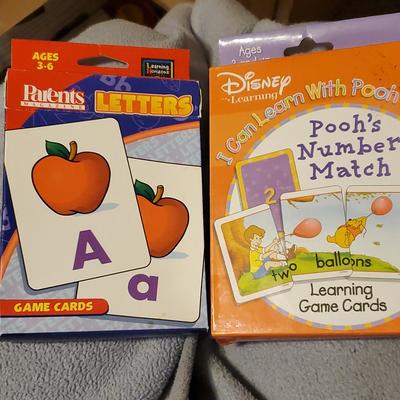 AGES
3-6
Learning
Horizons
Parents
MAGAZINE
LETTERS
A
a
GAME CARDS
Ages
Disney
Learning
I Can Learn With Pooh
Pooh's
Number
Match
2
two balloons
Learning
Game Cards